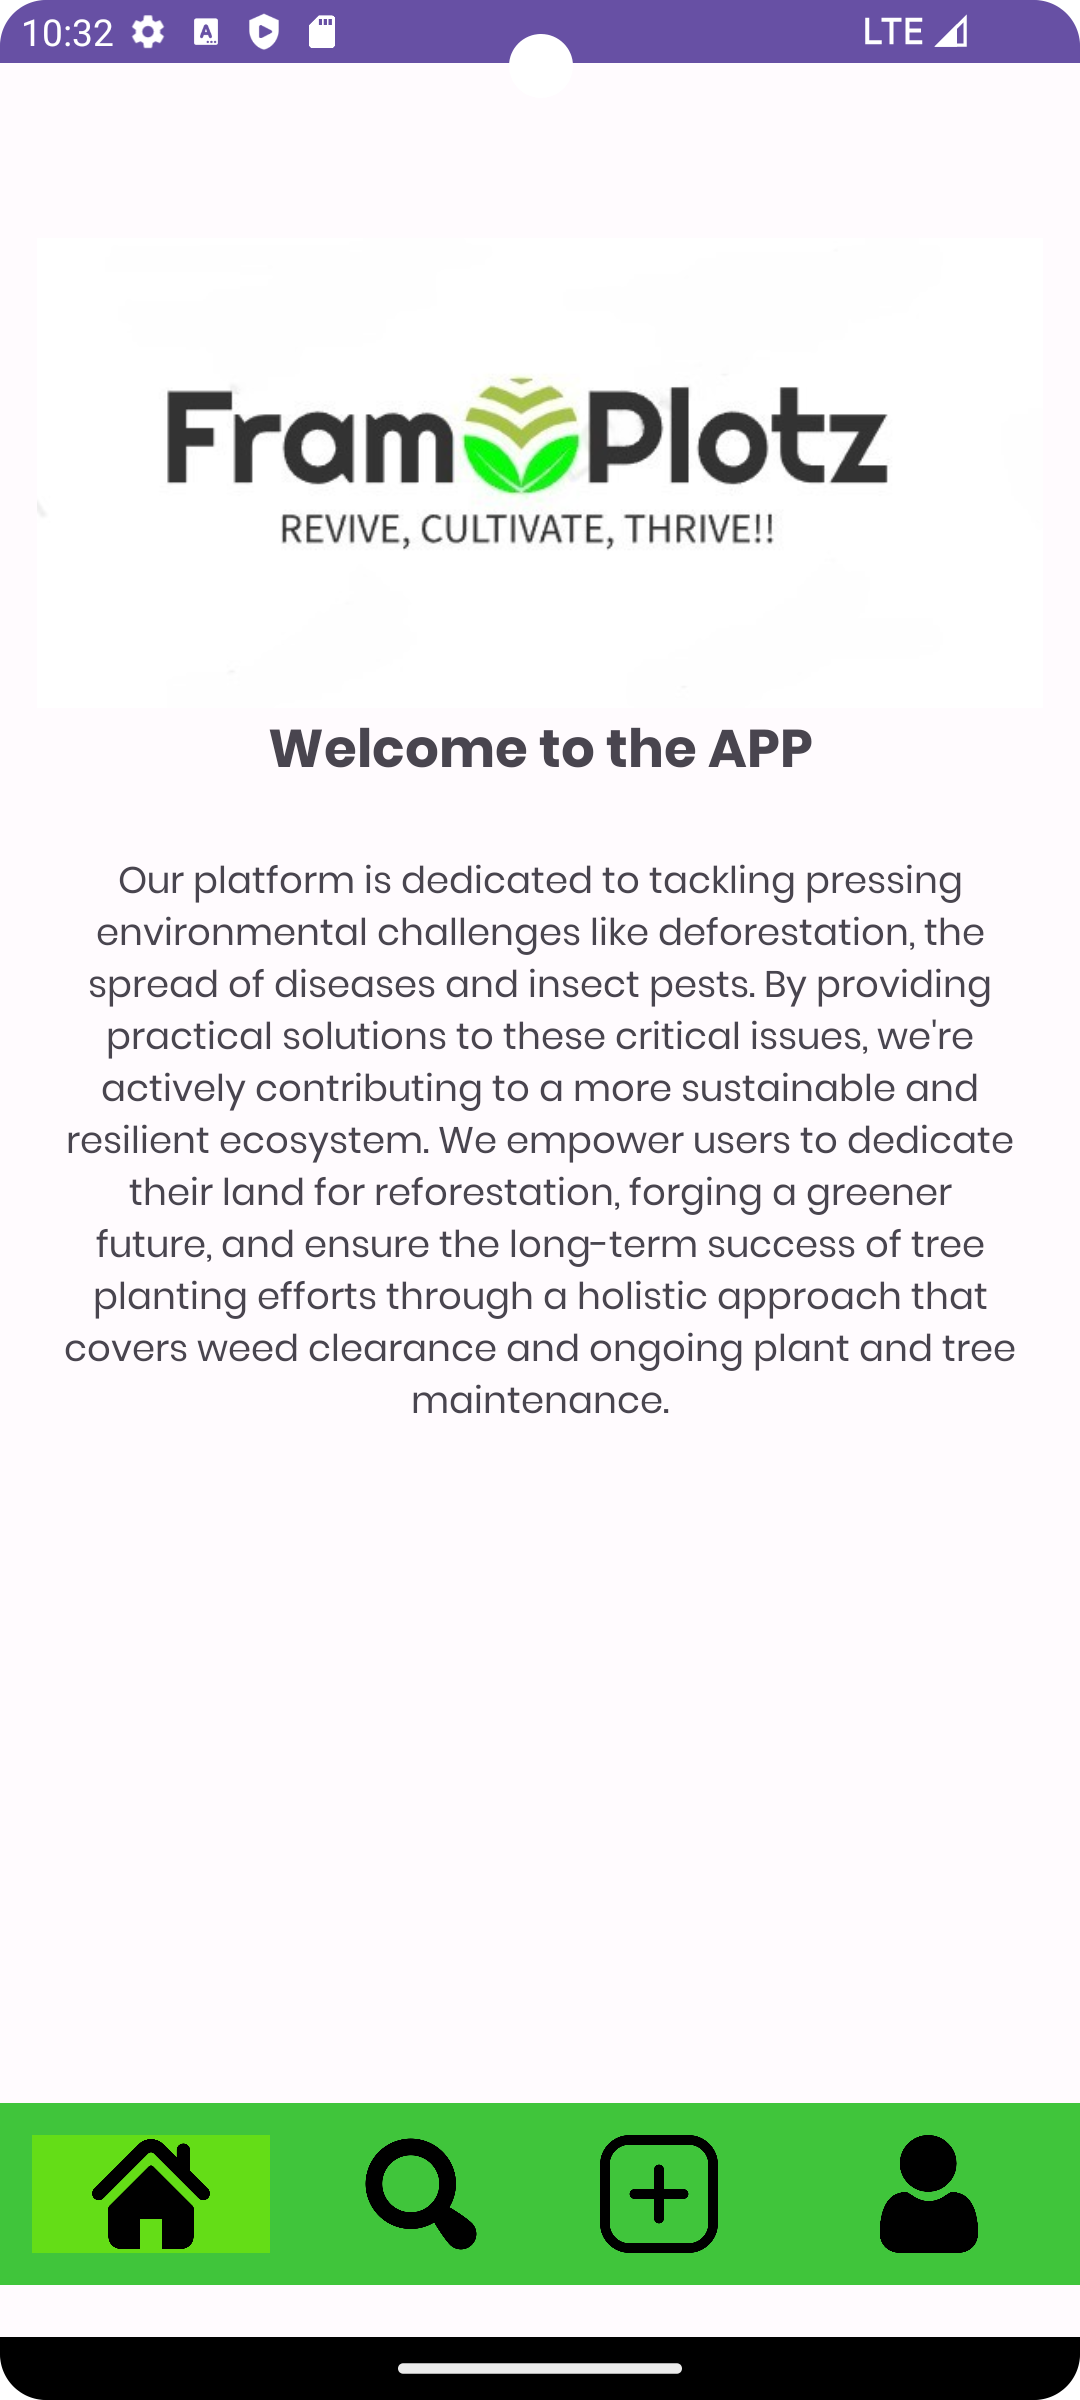 10:32
LTE
Fram Plotz
REVIVE, CULTIVATE, THRIVE!!
Welcome to the APP
Our platform is dedicated to tackling pressing
environmental challenges like deforestation, the
spread of diseases and insect pests. By providing
practical solutions to these critical issues, we're
actively contributing to a more sustainable and
resilient ecosystem. We empower users to dedicate
their land for reforestation, forging a greener
future, and ensure the long-term success of tree
planting efforts through a holistic approach that
covers weed clearance and ongoing plant and tree
maintenance.